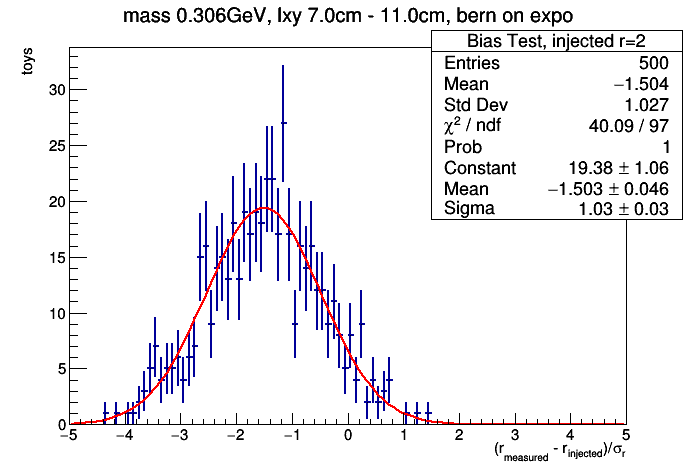 mass 0.306GeV, lxy 7.0cm - 11.0cm, bern on expo
toys
Bias Test, injected r=2
Entries 500
Mean −1.504
Std Dev 1.027
χ² / ndf 40.09 / 97
Prob 1
Constant 19.38 ± 1.06
Mean −1.503 ± 0.046
Sigma 1.03 ± 0.03
30
25
20
15
10
5
0
−5 −4 −3 −2 −1 0 1 2 3 4 5
(r_measured - r_injected)/σ_r